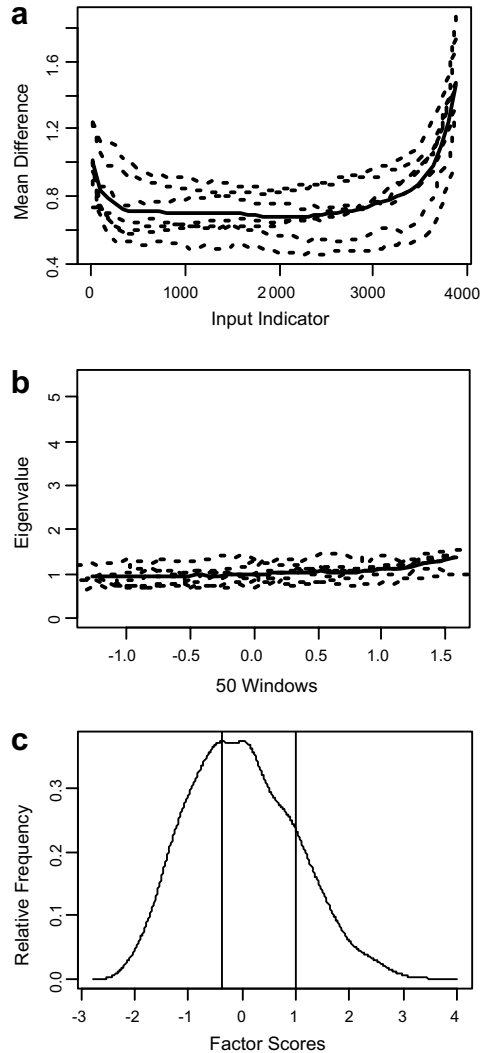 a
Mean Difference
1.6
1.2
0.8
0.4
0 1000 2000 3000 4000
Input Indicator
b
Eigenvalue
5
4
3
2
1
0
-1.0 -0.5 0.0 0.5 1.0 1.5
50 Windows
c
Relative Frequency
0.3
0.2
0.1
0.0
-3 -2 -1 0 1 2 3 4
Factor Scores